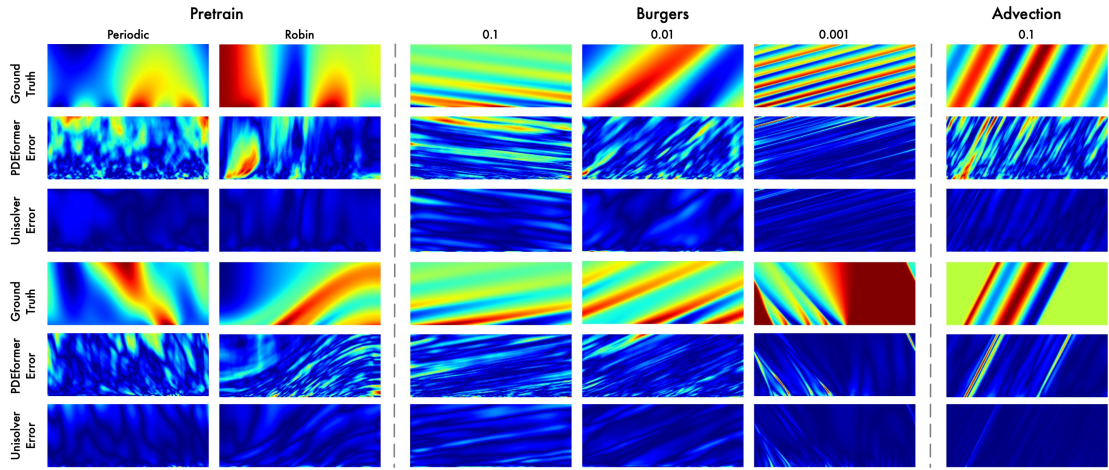 Pretrain
Burgers
Advection
Periodic
Robin
0.1
0.01
0.001
0.1
Ground
Truth
PDEformer
Error
Unisolver
Error
Ground
Truth
PDEformer
Error
Unisolver
Error